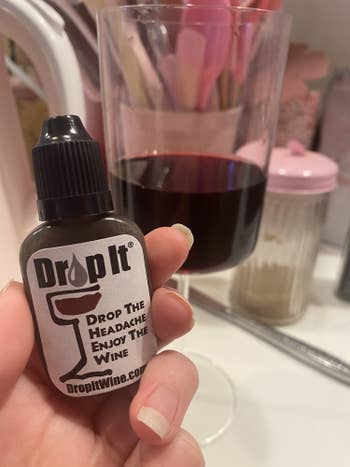 Drop It®
Drop The
Headache
Enjoy The
Wine
DropItWine.com